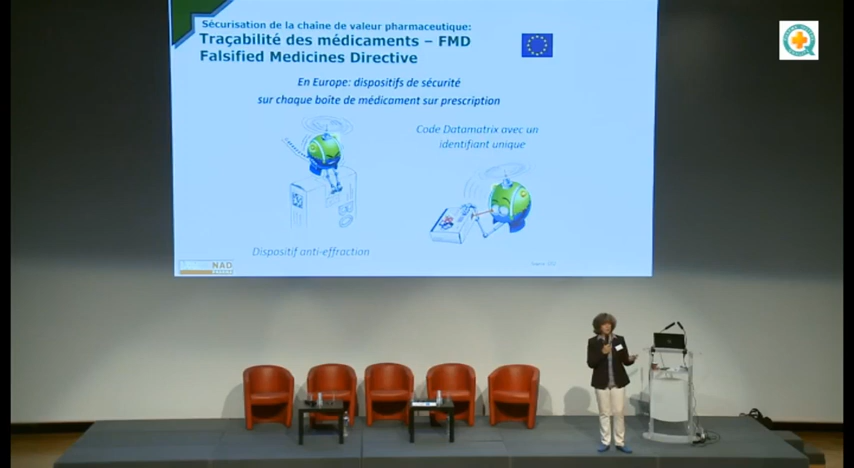 Sécurisation de la chaîne de valeur pharmaceutique:
Traçabilité des médicaments – FMD
Falsified Medicines Directive
En Europe: dispositifs de sécurité
sur chaque boîte de médicament sur prescription
Code Datamatrix avec un
identifiant unique
Dispositif anti-effraction
NAD